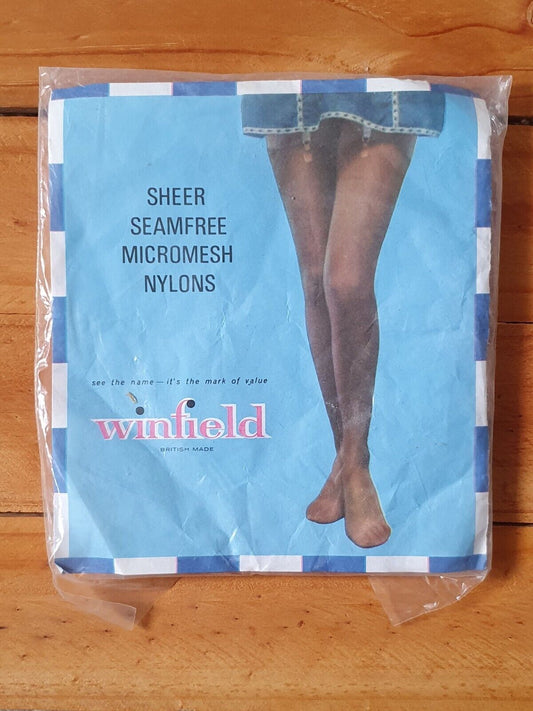 SHEER
SEAMFREE
MICROMESH
NYLONS
see the name — it's the mark of value
winfield
BRITISH MADE